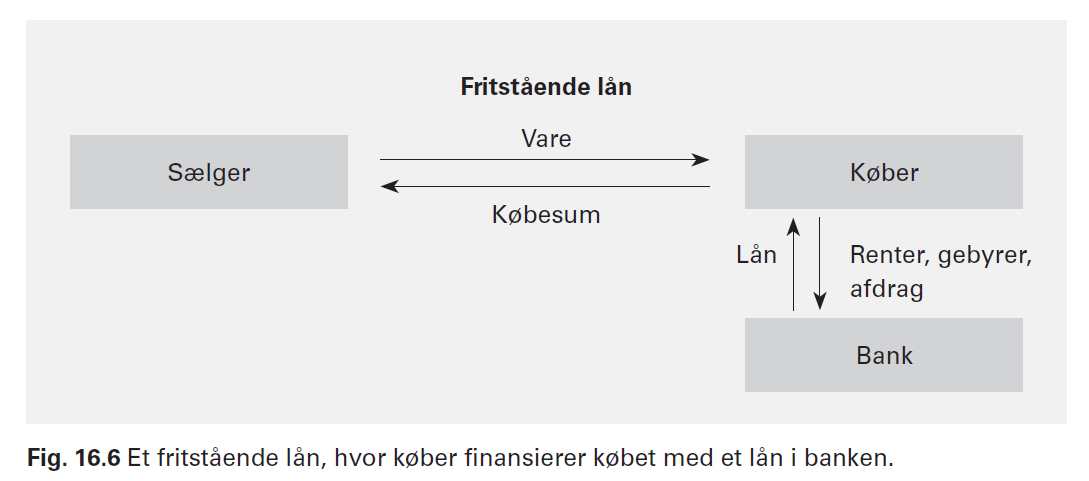 Fritstående lån
Vare
Sælger
Køber
Købesum
Lån
Renter, gebyrer,
afdrag
Bank
Fig. 16.6 Et fritstående lån, hvor køber finansierer købet med et lån i banken.